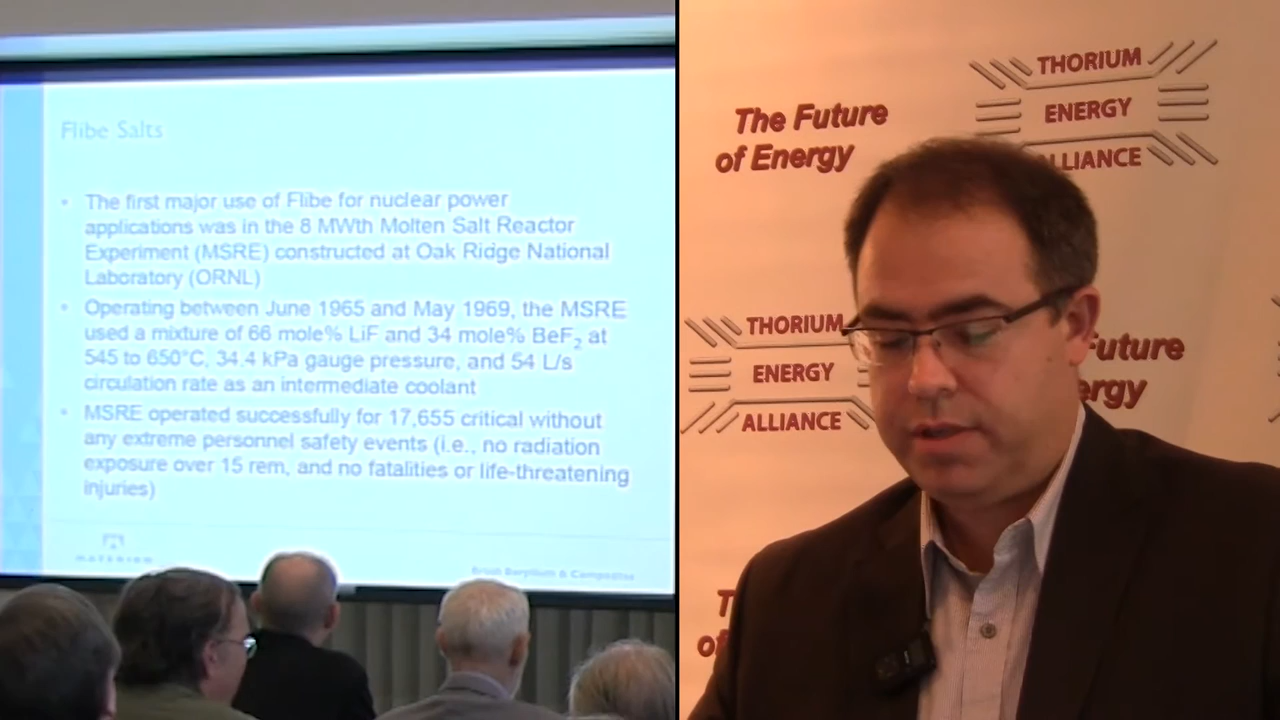 Flibe Salts
• The first major use of Flibe for nuclear power
applications was in the 8 MWth Molten Salt Reactor
Experiment (MSRE) constructed at Oak Ridge National
Laboratory (ORNL)
• Operating between June 1965 and May 1969, the MSRE
used a mixture of 66 mole% LiF and 34 mole% BeF₂ at
545 to 650°C, 34.4 kPa gauge pressure, and 54 L/s
circulation rate as an intermediate coolant
• MSRE operated successfully for 17,655 critical without
any extreme personnel safety events (i.e., no radiation
exposure over 15 rem, and no fatalities or life-threatening
injuries)
MATERION
Brush Beryllium & Composites
The Future
of Energy
THORIUM
ENERGY
ALLIANCE
THORIUM
ENERGY
ALLIANCE
Future
ergy
T
of